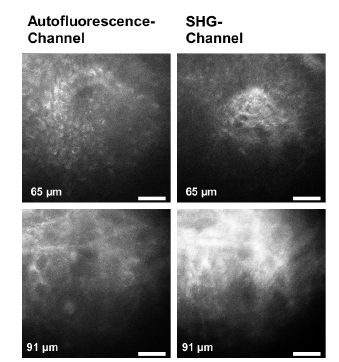 Autofluorescence-
Channel
SHG-
Channel
65 µm
65 µm
91 µm
91 µm